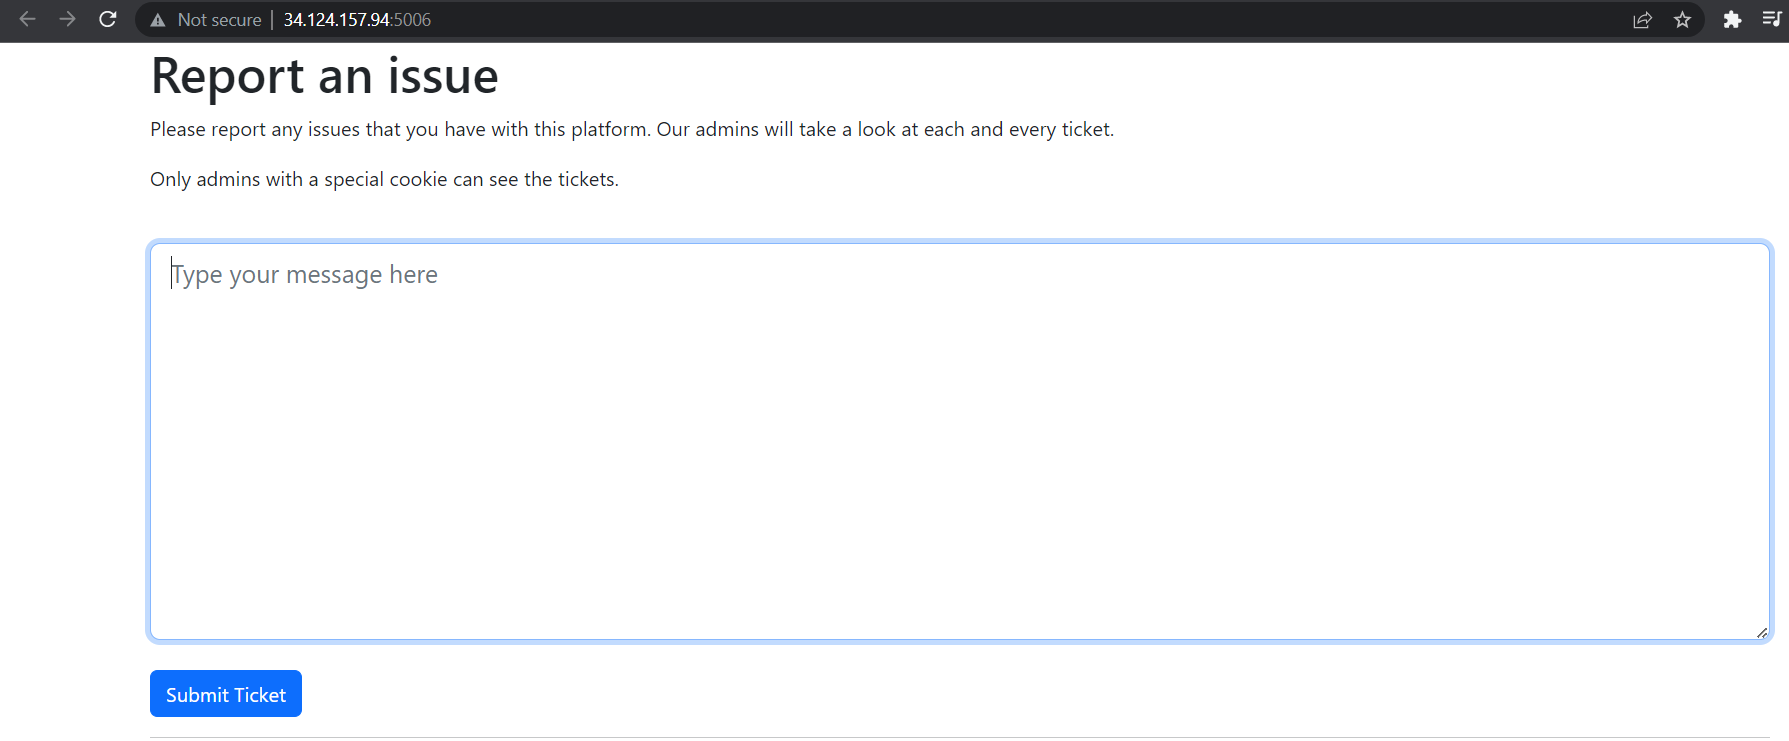 Not secure | 34.124.157.94:5006
Report an issue
Please report any issues that you have with this platform. Our admins will take a look at each and every ticket.
Only admins with a special cookie can see the tickets.
Type your message here
Submit Ticket